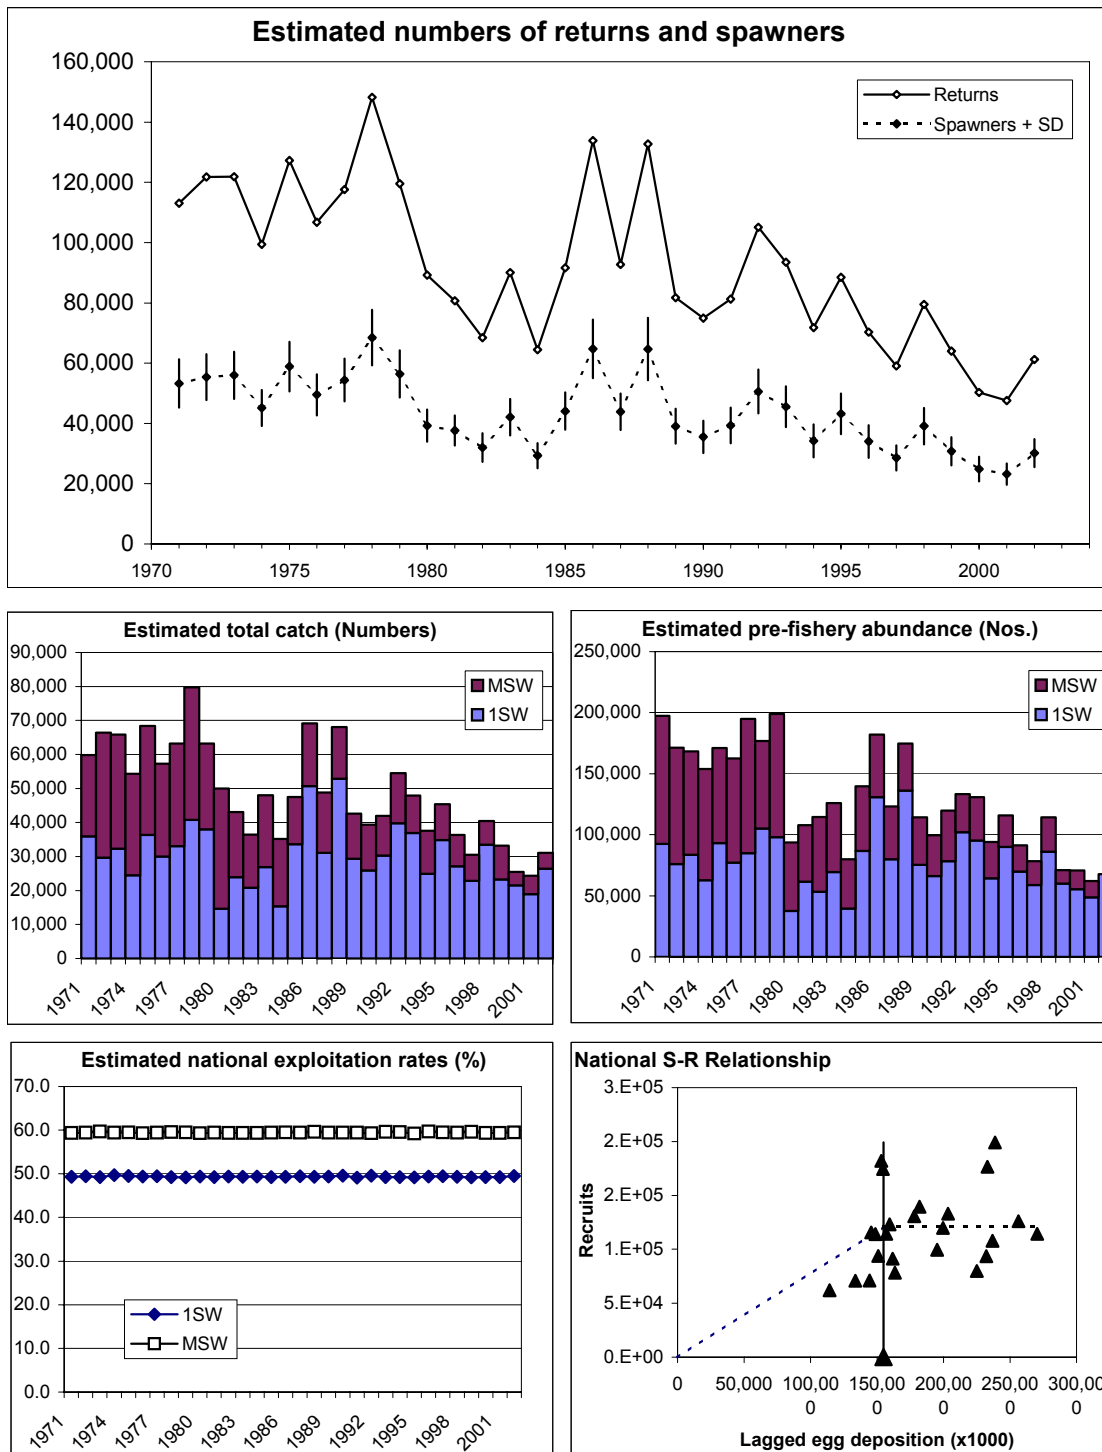 Estimated numbers of returns and spawners
160,000
140,000
120,000
100,000
80,000
60,000
40,000
20,000
0
Returns
Spawners + SD
1970 1975 1980 1985 1990 1995 2000
Estimated total catch (Numbers)
90,000
80,000
70,000
60,000
50,000
40,000
30,000
20,000
10,000
0
MSW
1SW
1971 1974 1977 1980 1983 1986 1989 1992 1995 1998 2001
Estimated pre-fishery abundance (Nos.)
250,000
200,000
150,000
100,000
50,000
0
MSW
1SW
1971 1974 1977 1980 1983 1986 1989 1992 1995 1998 2001
Estimated national exploitation rates (%)
70.0
60.0
50.0
40.0
30.0
20.0
10.0
0.0
1SW
MSW
1971 1974 1977 1980 1983 1986 1989 1992 1995 1998 2001
National S-R Relationship
3.E+05
2.E+05
2.E+05
1.E+05
5.E+04
0.E+00
Recruits
0 50,000 100,00 150,00 200,00 250,00 300,00
0 0 0 0 0
Lagged egg deposition (x1000)